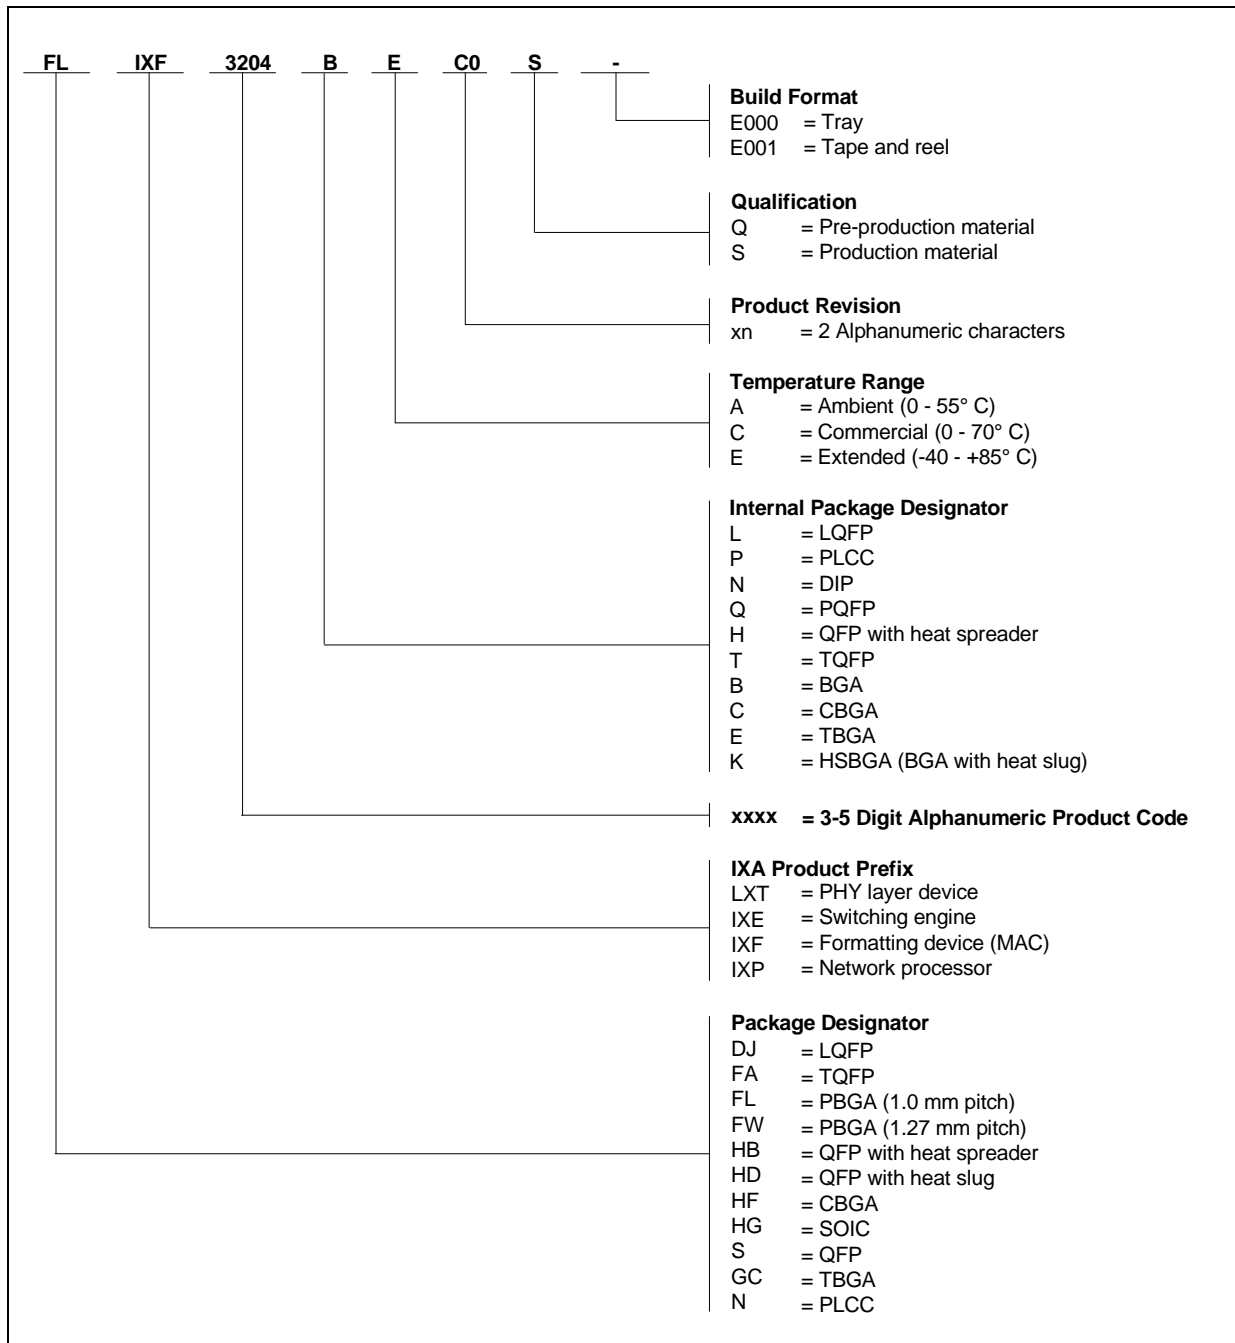 FL IXF 3204 B E C0 S -
Build Format
E000 = Tray
E001 = Tape and reel
Qualification
Q = Pre-production material
S = Production material
Product Revision
xn = 2 Alphanumeric characters
Temperature Range
A = Ambient (0 - 55° C)
C = Commercial (0 - 70° C)
E = Extended (-40 - +85° C)
Internal Package Designator
L = LQFP
P = PLCC
N = DIP
Q = PQFP
H = QFP with heat spreader
T = TQFP
B = BGA
C = CBGA
E = TBGA
K = HSBGA (BGA with heat slug)
xxxx = 3-5 Digit Alphanumeric Product Code
IXA Product Prefix
LXT = PHY layer device
IXE = Switching engine
IXF = Formatting device (MAC)
IXP = Network processor
Package Designator
DJ = LQFP
FA = TQFP
FL = PBGA (1.0 mm pitch)
FW = PBGA (1.27 mm pitch)
HB = QFP with heat spreader
HD = QFP with heat slug
HF = CBGA
HG = SOIC
S = QFP
GC = TBGA
N = PLCC